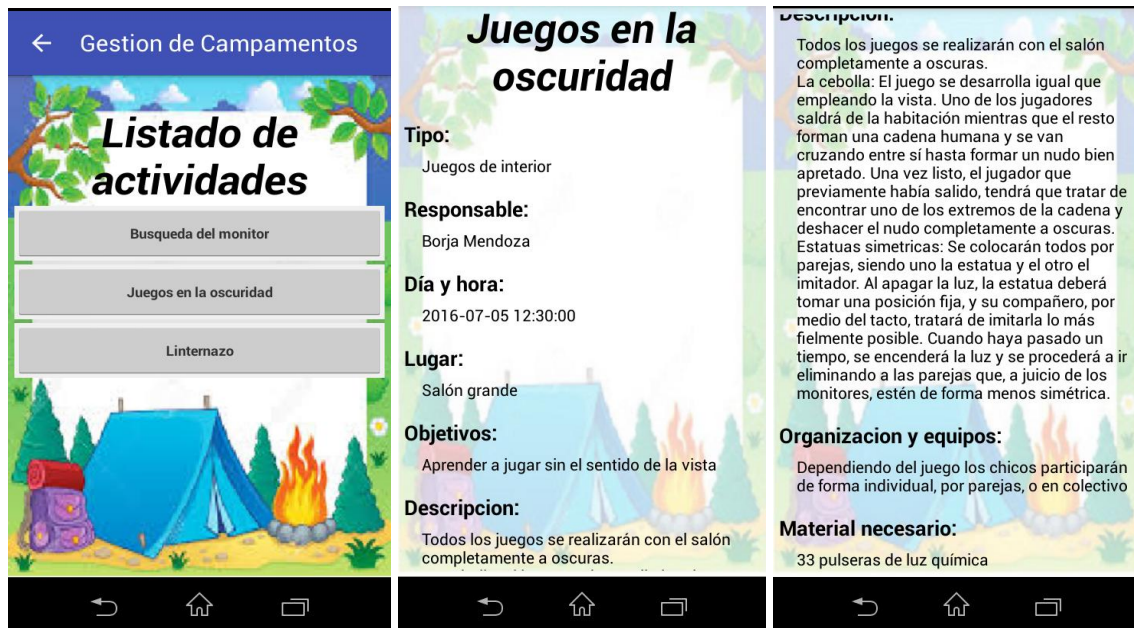 Gestion de Campamentos
Listado de
actividades
Busqueda del monitor
Juegos en la oscuridad
Linternazo
Juegos en la
oscuridad
Tipo:
Juegos de interior
Responsable:
Borja Mendoza
Día y hora:
2016-07-05 12:30:00
Lugar:
Salón grande
Objetivos:
Aprender a jugar sin el sentido de la vista
Descripcion:
Todos los juegos se realizarán con el salón
completamente a oscuras.
Descripcion:
Todos los juegos se realizarán con el salón
completamente a oscuras.
La cebolla: El juego se desarrolla igual que
empleando la vista. Uno de los jugadores
saldrá de la habitación mientras que el resto
forman una cadena humana y se van
cruzando entre sí hasta formar un nudo bien
apretado. Una vez listo, el jugador que
previamente había salido, tendrá que tratar de
encontrar uno de los extremos de la cadena y
deshacer el nudo completamente a oscuras.
Estatuas simetricas: Se colocarán todos por
parejas, siendo uno la estatua y el otro el
imitador. Al apagar la luz, la estatua deberá
tomar una posición fija, y su compañero, por
medio del tacto, tratará de imitarla lo más
fielmente posible. Cuando haya pasado un
tiempo, se encenderá la luz y se procederá a ir
eliminando a las parejas que, a juicio de los
monitores, estén de forma menos simétrica.
Organizacion y equipos:
Dependiendo del juego los chicos participarán
de forma individual, por parejas, o en colectivo
Material necesario:
33 pulseras de luz química